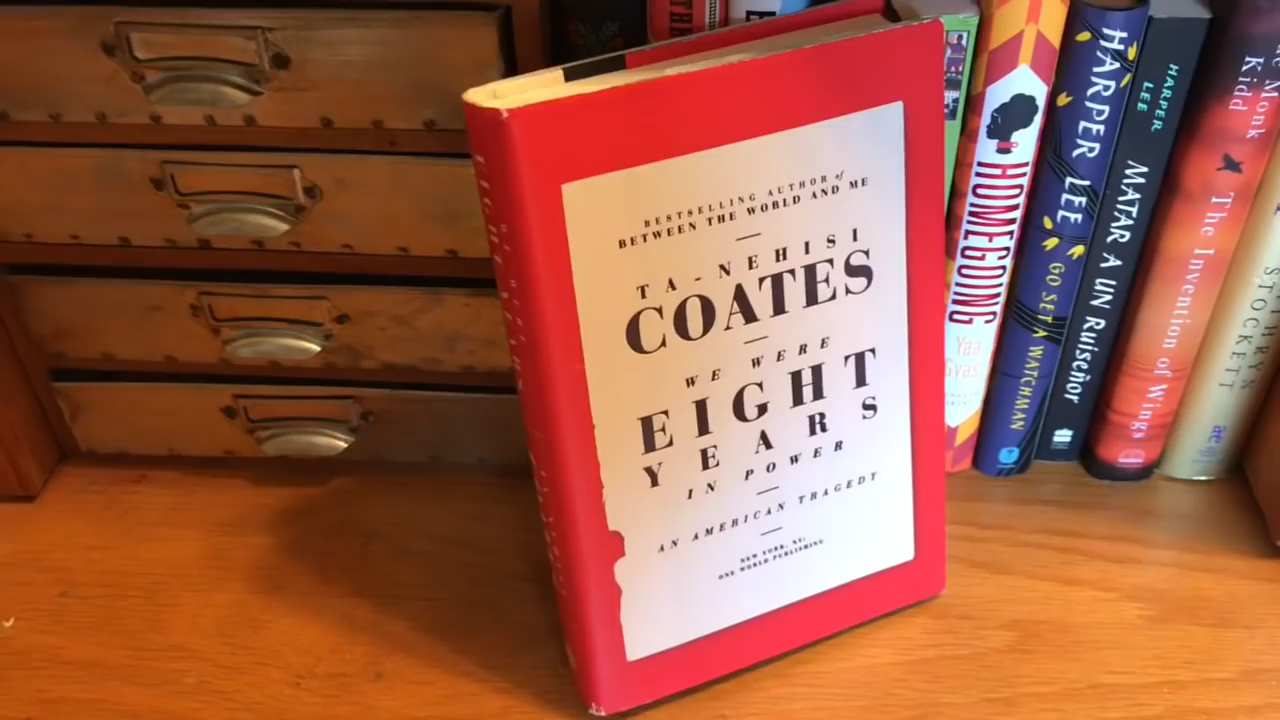 BESTSELLING AUTHOR of
BETWEEN THE WORLD AND ME
TA-NEHISI
COATES
WE WERE
EIGHT
YEARS
IN POWER
AN AMERICAN TRAGEDY
NEW YORK, NY:
ONE WORLD PUBLISHING
HOMEGOING
Yaa
Gyasi
HARPER LEE
GO SET A WATCHMAN
HARPER
LEE
MATAR A UN Ruiseñor
Monk
Kidd
The Invention of Wings
STOCKETT